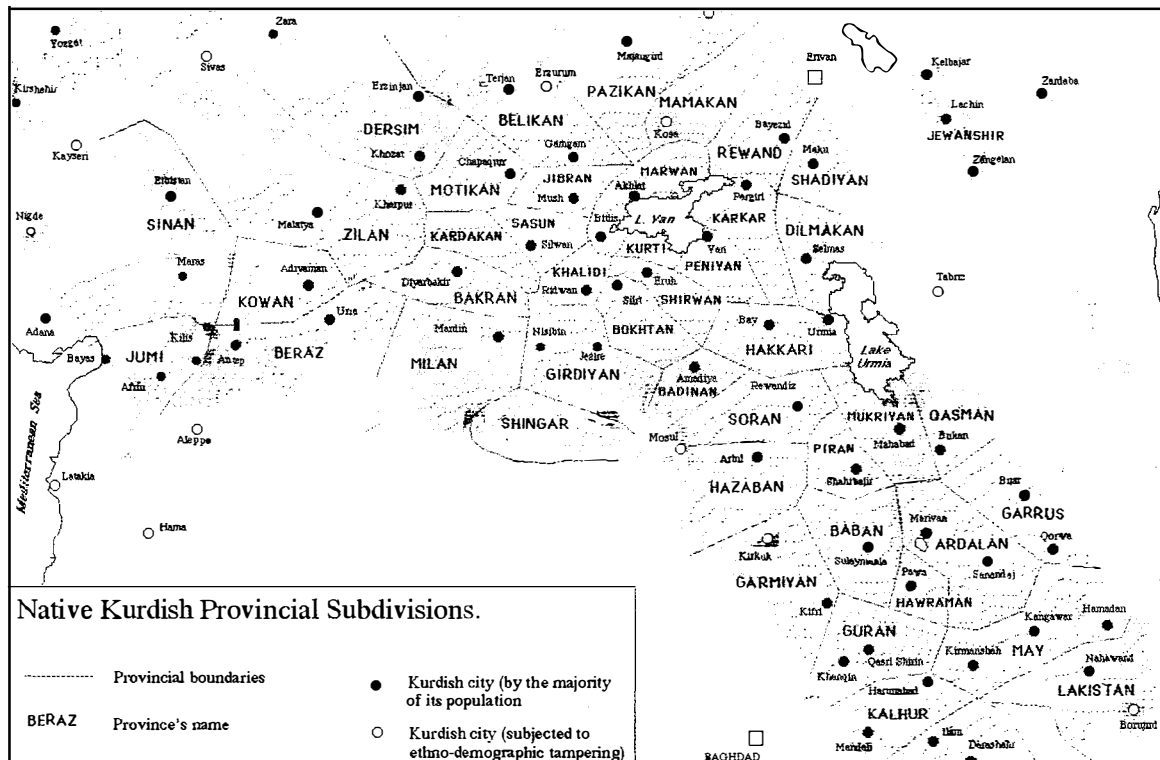 Zara
Yozgat
Sivas
Majangird
Erivan
Kelbajar
Zardaba
Kirshehir
Erzinjan
Terjan
Erzurum
PAZIKAN
MAMAKAN
Lachin
JEWANSHIR
Kayseri
DERSIM
BELIKAN
Kosa
Bayezid
REWAND
Maku
SHADIYAN
Zangelan
Khozat
Chapaqjur
Gamgam
JIBRAN
MARWAN
Elbistan
MOTIKAN
Mush
Akhlat
Pargiri
Kharput
Nigde
SINAN
Malatya
ZILAN
KARDAKAN
SASUN
Silwan
Bitlis
L. Van
KARKAR
Van
DILMAKAN
Selmas
KURTI
PENIYAN
Maras
Adiyaman
KOWAN
Diyarbakir
BAKRAN
KHALIDI
Ridwan
Siirt
Eruh
SHIRWAN
Tabriz
Adana
Urfa
Mardin
Nisibin
BOKHTAN
Bay
Urmia
HAKKARI
Lake
Urmia
Kilis
Antep
BERAZ
MILAN
Jezire
GIRDIYAN
Bayas
JUMI
Afrin
Amadiya
BADINAN
Rewandiz
SHINGAR
SORAN
MUKRIYAN
Mahabad
QASMAN
Bukan
Mediterranean Sea
Aleppo
Mosul
Arbil
PIRAN
Shahrbajir
HAZABAN
Latakia
Hama
Bijar
GARRUS
BABAN
Marivan
ARDALAN
Qorwa
Kirkuk
Sulaymania
Sanandaj
GARMIYAN
Pawa
HAWRAMAN
Kifri
Kangawar
Hamadan
GURAN
MAY
Qasri Shirin
Kirmanshah
Nahawand
Khanqin
Harunabad
LAKISTAN
KALHUR
Borujird
Mandali
Ilam
BAGHDAD
Native Kurdish Provincial Subdivisions.
Provincial boundaries
BERAZ
Province's name
Kurdish city (by the majority
of its population
Kurdish city (subjected to
ethno-demographic tampering)